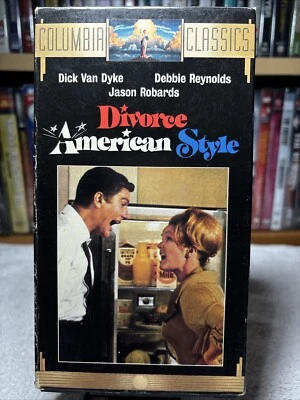 COLUMBIA CLASSICS
Dick Van Dyke Debbie Reynolds
Jason Robards
Divorce
American Style